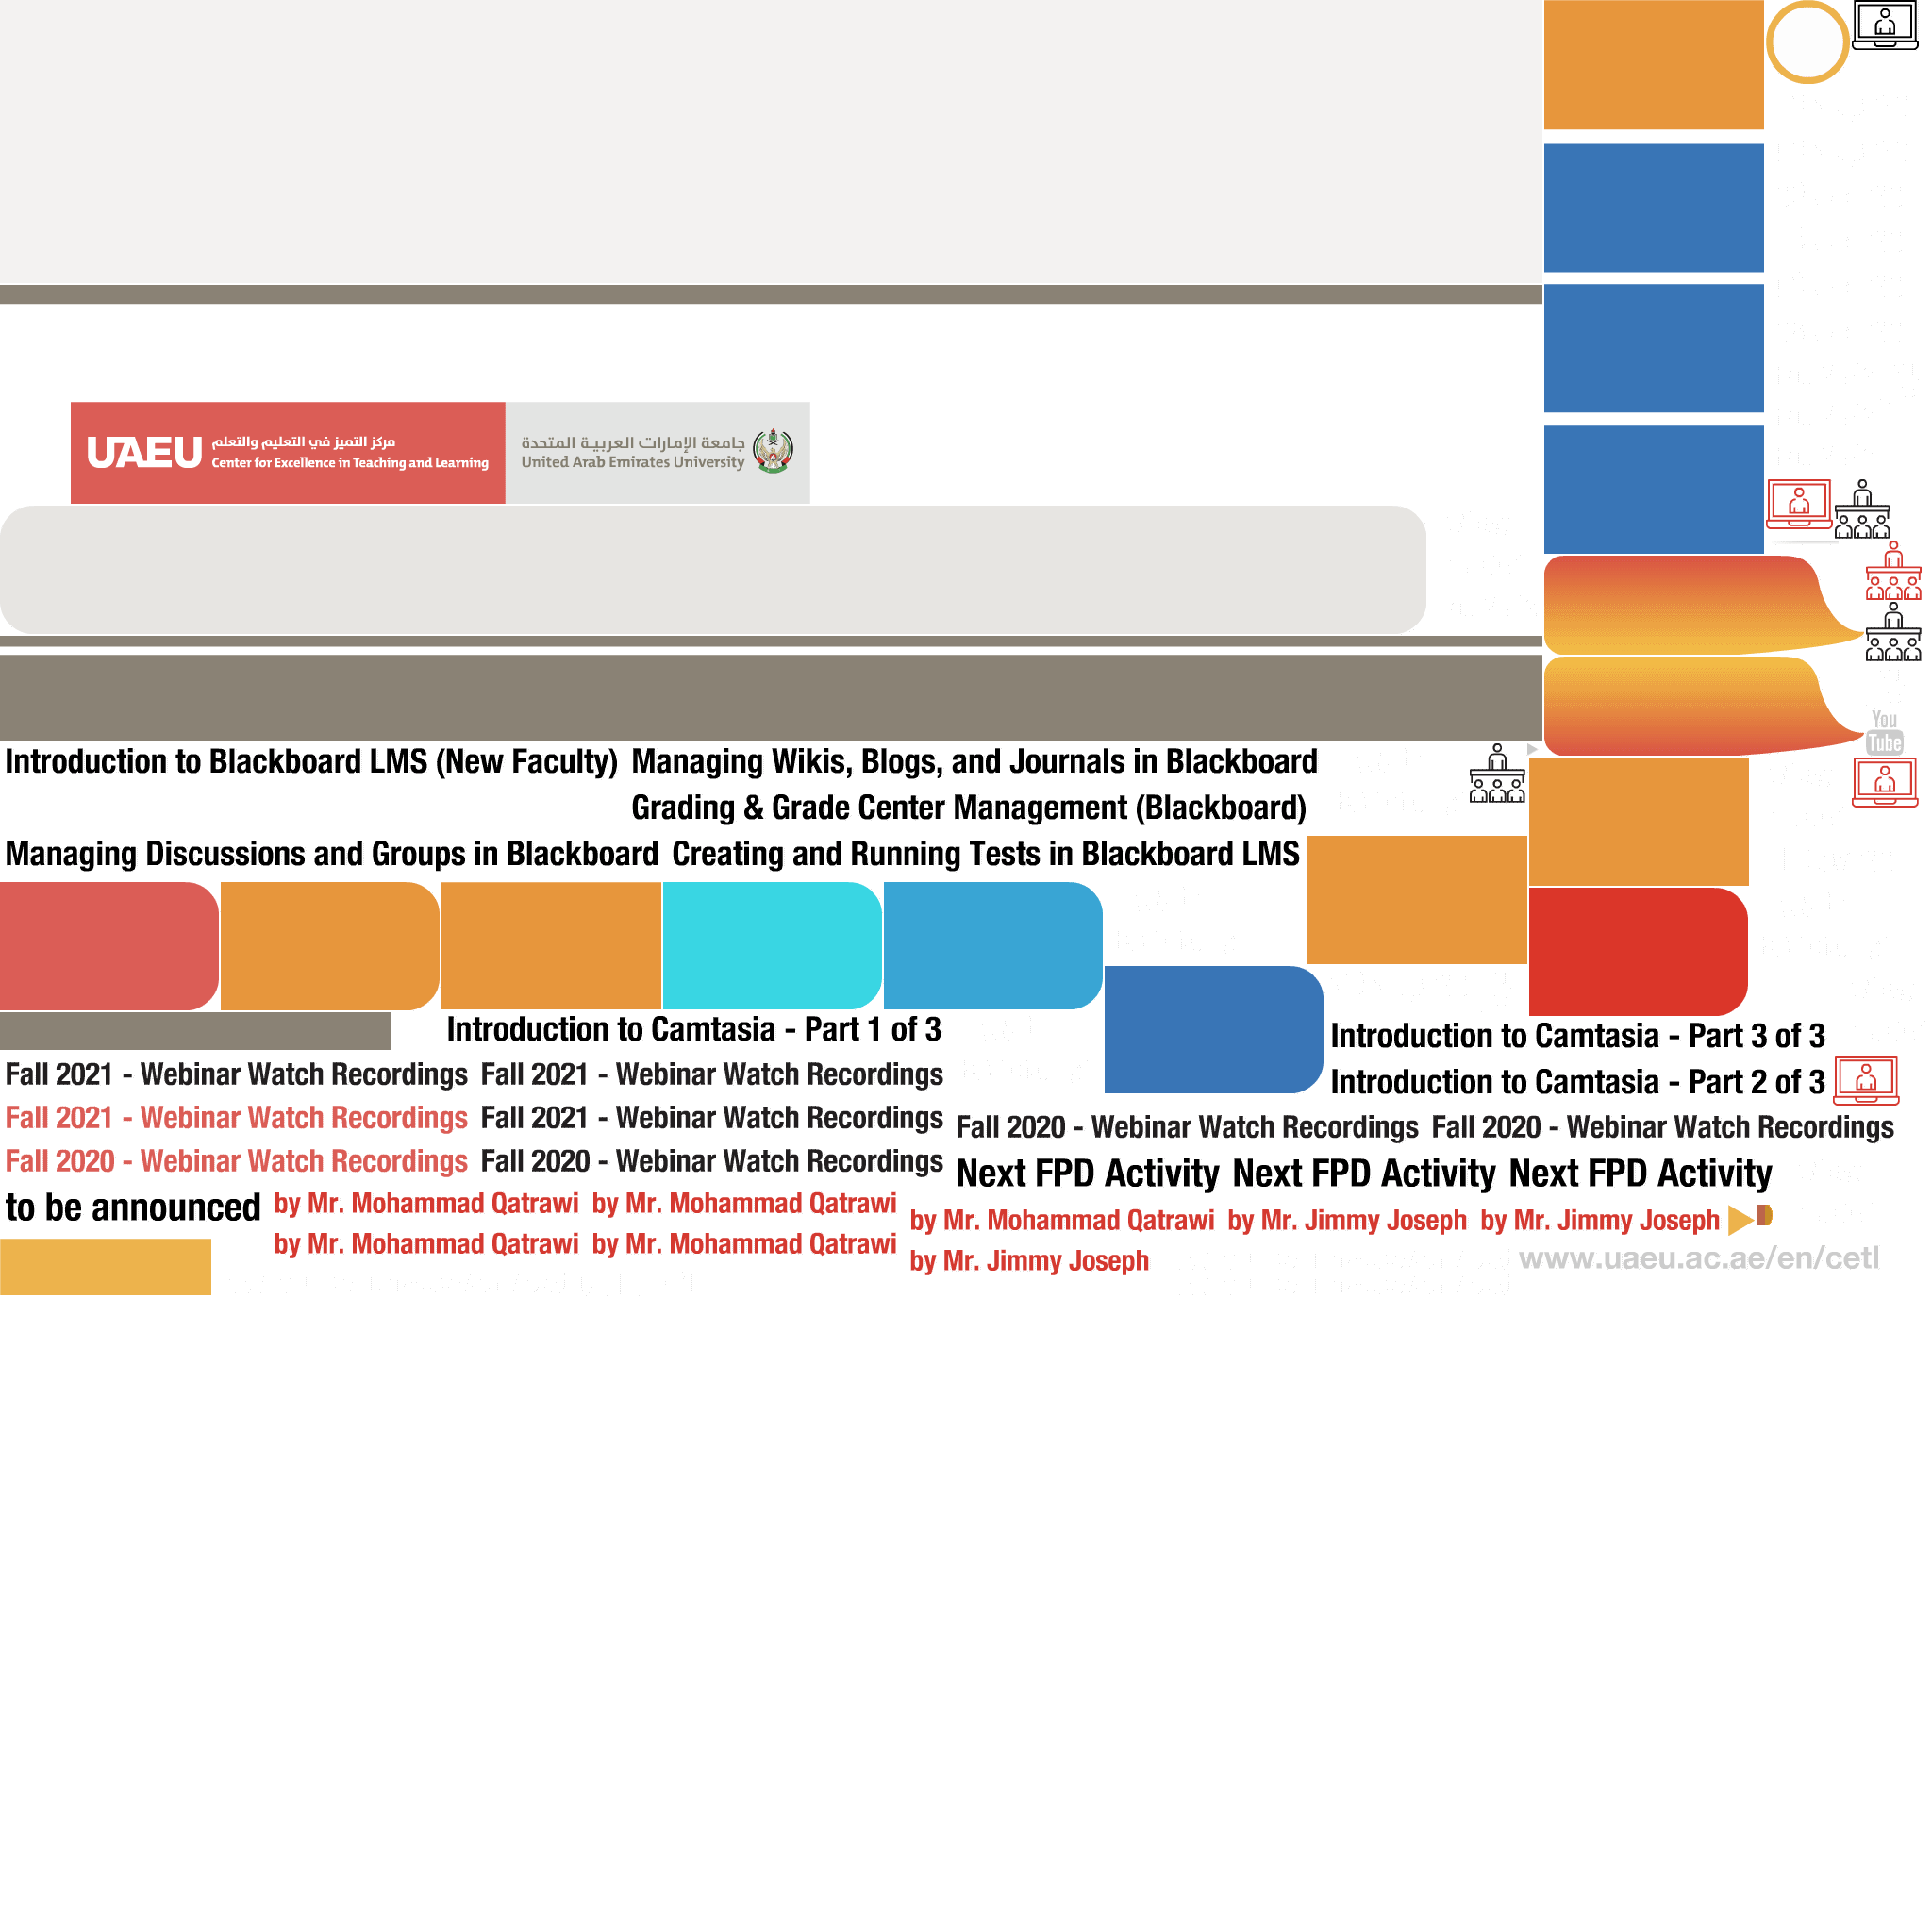 UAEU
مركز التميز في التعليم والتعلم
Center for Excellence in Teaching and Learning
جامعة الإمارات العربية المتحدة
United Arab Emirates University
You
Tube
Introduction to Blackboard LMS (New Faculty)
Managing Wikis, Blogs, and Journals in Blackboard
Grading & Grade Center Management (Blackboard)
Managing Discussions and Groups in Blackboard
Creating and Running Tests in Blackboard LMS
Introduction to Camtasia - Part 1 of 3
Introduction to Camtasia - Part 3 of 3
Introduction to Camtasia - Part 2 of 3
Fall 2021 - Webinar Watch Recordings
Fall 2021 - Webinar Watch Recordings
Fall 2021 - Webinar Watch Recordings
Fall 2021 - Webinar Watch Recordings
Fall 2020 - Webinar Watch Recordings
Fall 2020 - Webinar Watch Recordings
Fall 2020 - Webinar Watch Recordings
Fall 2020 - Webinar Watch Recordings
Next FPD Activity
Next FPD Activity
Next FPD Activity
to be announced
by Mr. Mohammad Qatrawi
by Mr. Mohammad Qatrawi
by Mr. Mohammad Qatrawi
by Mr. Mohammad Qatrawi
by Mr. Mohammad Qatrawi
by Mr. Jimmy Joseph
by Mr. Jimmy Joseph
by Mr. Jimmy Joseph
www.uaeu.ac.ae/en/cetl